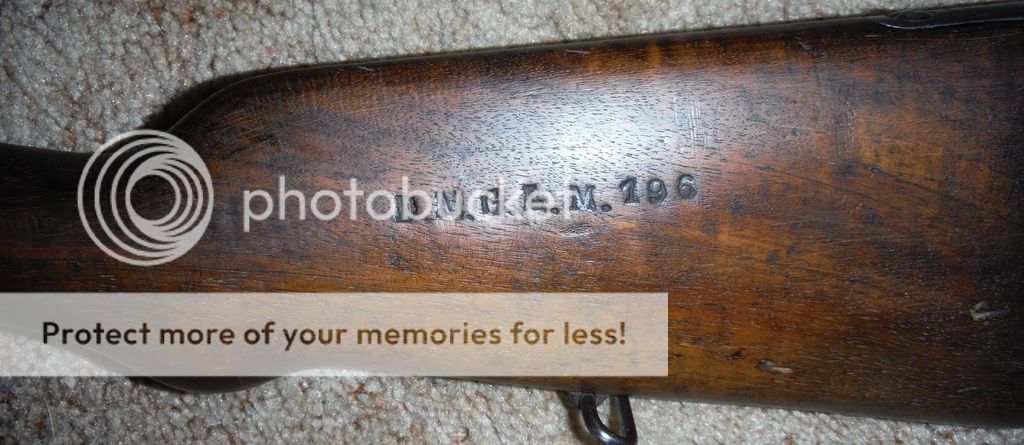 photobucket
M. 196
Protect more of your memories for less!